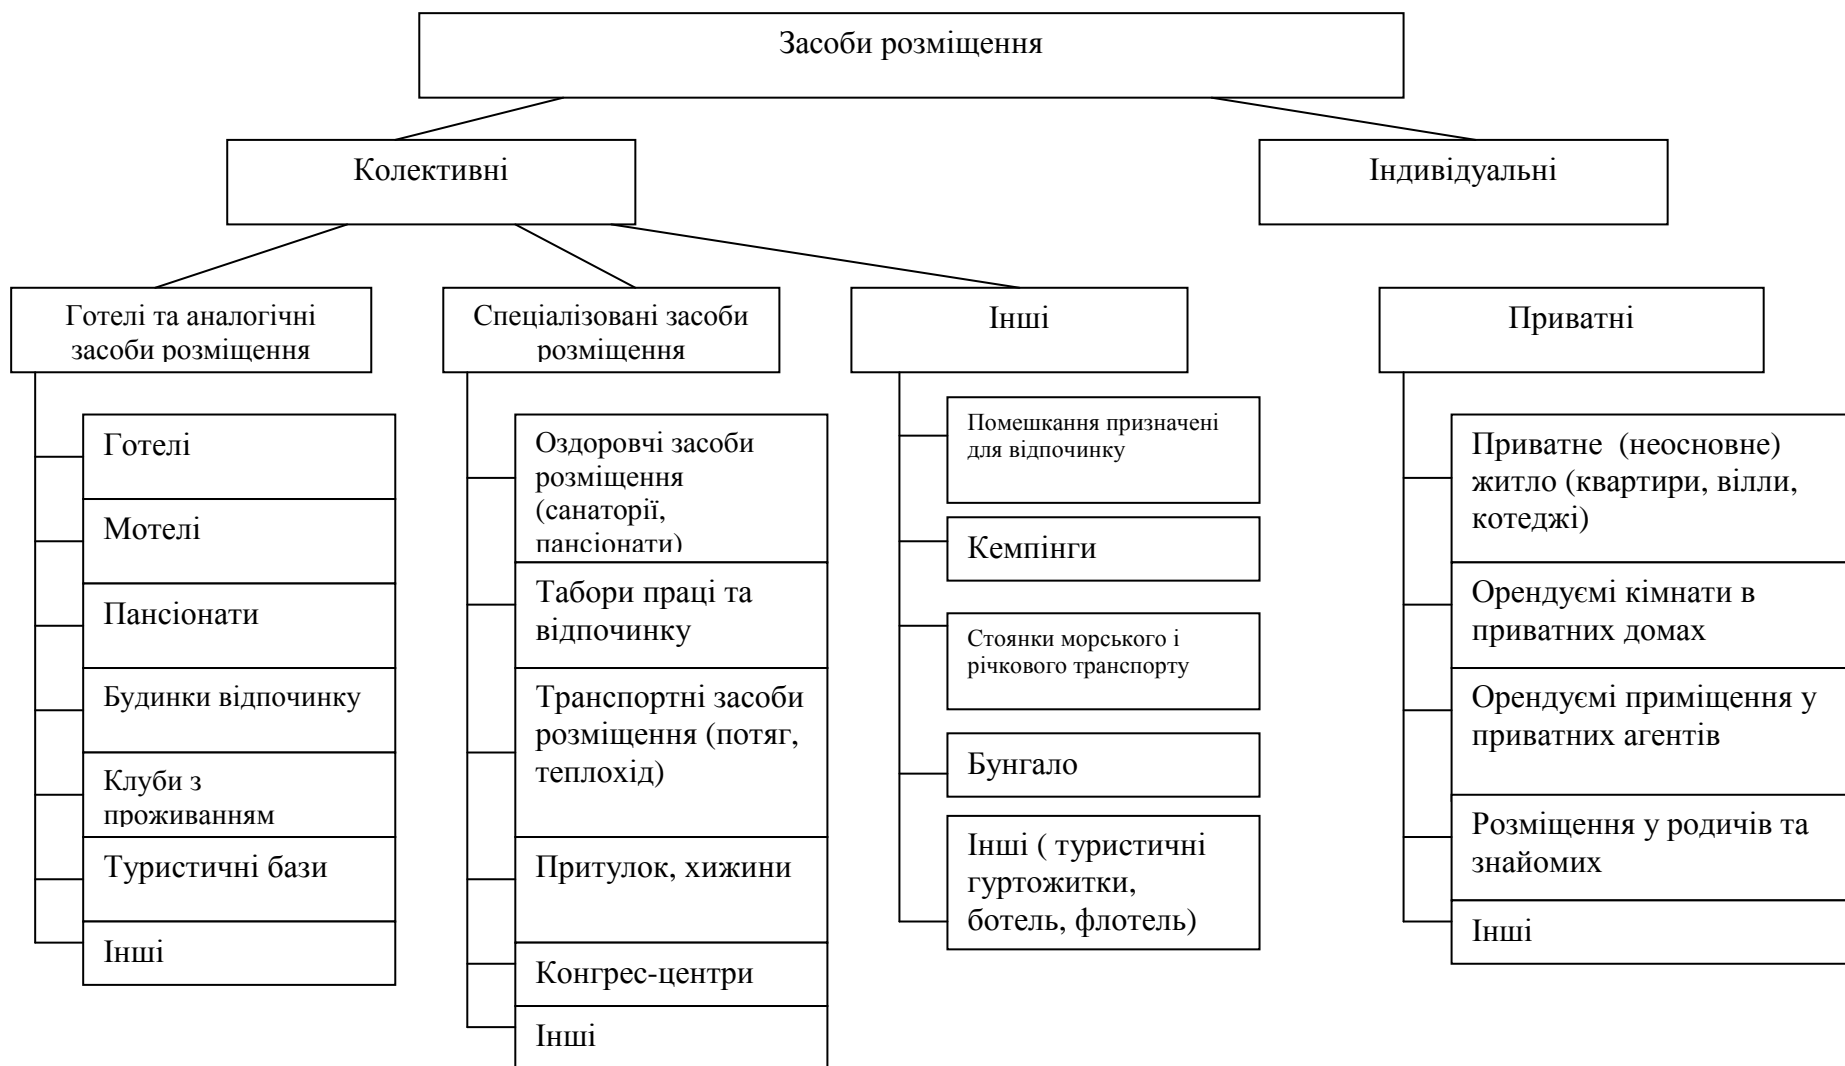 Засоби розміщення
Колективні
Індивідуальні
Готелі та аналогічні
засоби розміщення
Спеціалізовані засоби
розміщення
Інші
Приватні
Готелі
Мотелі
Пансіонати
Будинки відпочинку
Клуби з
проживанням
Туристичні бази
Інші
Оздоровчі засоби
розміщення
(санаторії,
пансіонати)
Табори праці та
відпочинку
Транспортні засоби
розміщення (потяг,
теплохід)
Притулок, хижини
Конгрес-центри
Інші
Помешкання призначені
для відпочинку
Кемпінги
Стоянки морського і
річкового транспорту
Бунгало
Інші ( туристичні
гуртожитки,
ботель, флотель)
Приватне (неосновне)
житло (квартири, вілли,
котеджі)
Орендуємі кімнати в
приватних домах
Орендуємі приміщення у
приватних агентів
Розміщення у родичів та
знайомих
Інші